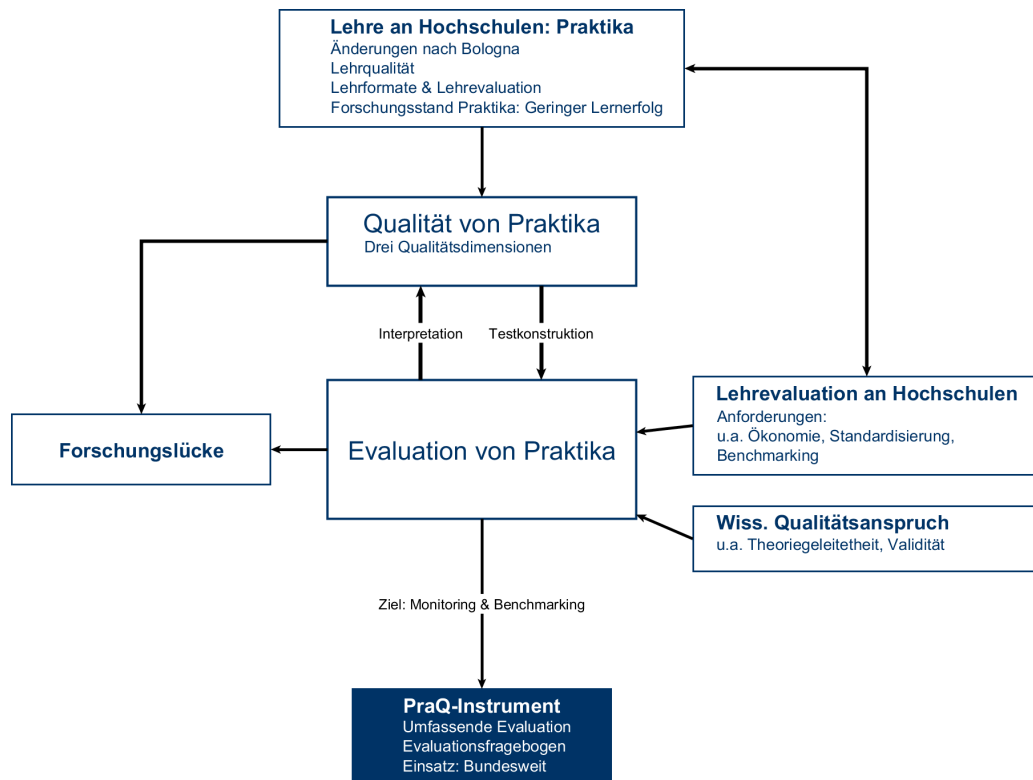 Lehre an Hochschulen: Praktika
Änderungen nach Bologna
Lehrqualität
Lehrformate & Lehrevaluation
Forschungsstand Praktika: Geringer Lernerfolg
Qualität von Praktika
Drei Qualitätsdimensionen
Interpretation
Testkonstruktion
Lehrevaluation an Hochschulen
Anforderungen:
u.a. Ökonomie, Standardisierung,
Benchmarking
Forschungslücke
Evaluation von Praktika
Wiss. Qualitätsanspruch
u.a. Theoriegeleitetheit, Validität
Ziel: Monitoring & Benchmarking
PraQ-Instrument
Umfassende Evaluation
Evaluationsfragebogen
Einsatz: Bundesweit